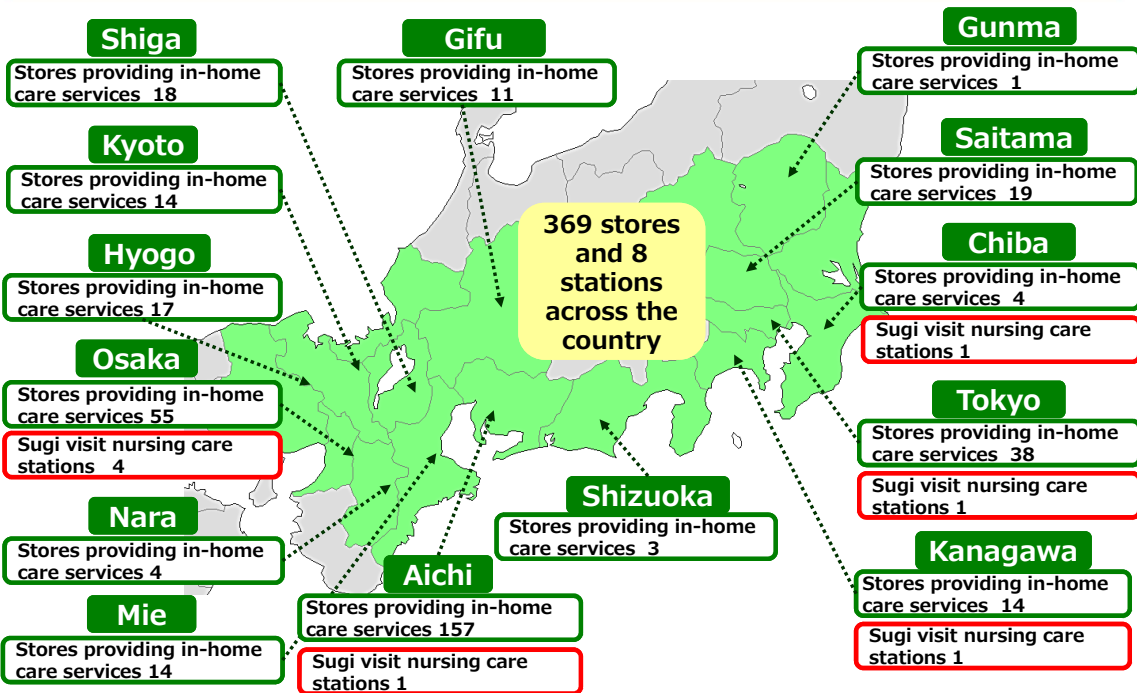 Shiga
Stores providing in-home
care services 18
Kyoto
Stores providing in-home
care services 14
Hyogo
Stores providing in-home
care services 17
Osaka
Stores providing in-home
care services 55
Sugi visit nursing care
stations 4
Nara
Stores providing in-home
care services 4
Mie
Stores providing in-home
care services 14
Gifu
Stores providing in-home
care services 11
369 stores
and 8
stations
across the
country
Shizuoka
Stores providing in-home
care services 3
Aichi
Stores providing in-home
care services 157
Sugi visit nursing care
stations 1
Gunma
Stores providing in-home
care services 1
Saitama
Stores providing in-home
care services 19
Chiba
Stores providing in-home
care services 4
Sugi visit nursing care
stations 1
Tokyo
Stores providing in-home
care services 38
Sugi visit nursing care
stations 1
Kanagawa
Stores providing in-home
care services 14
Sugi visit nursing care
stations 1